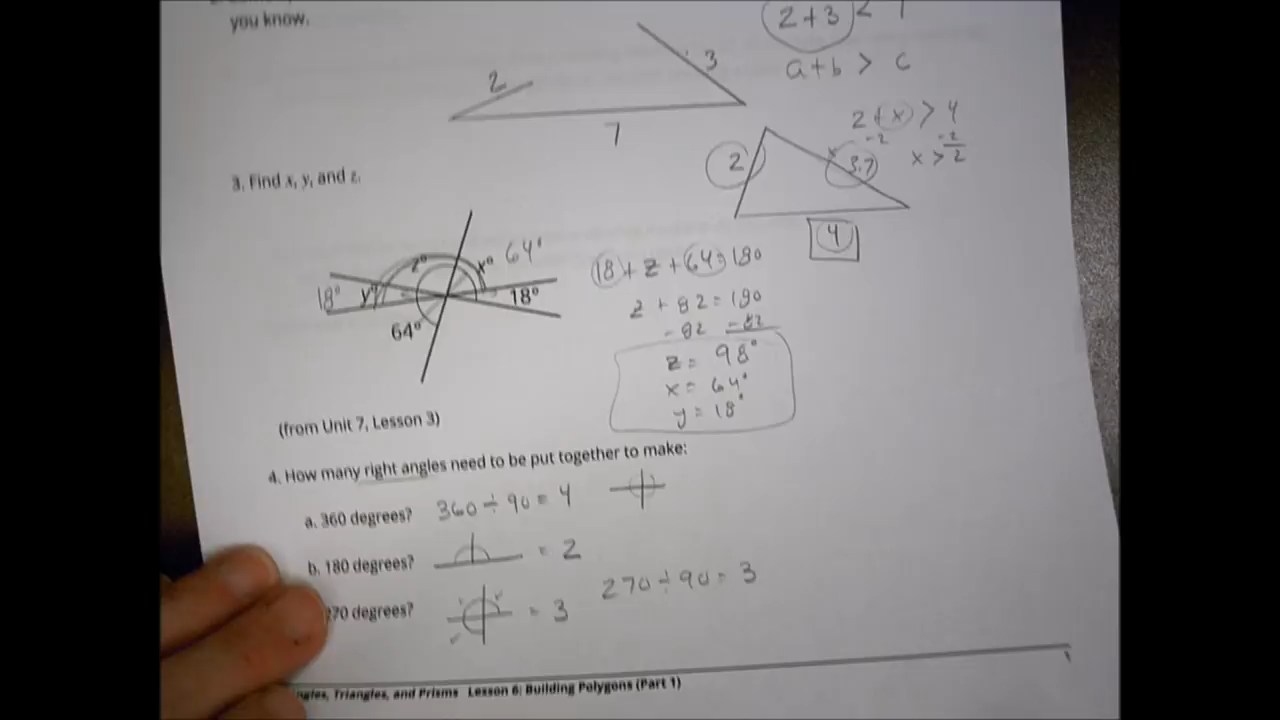 you know.
2 + 3 < 7
a+b > c
2
3
7
2 + x > 4
-2 -2
x > 2
2
x
3.7
4
3. Find x, y, and z.
64°
z°
x°
18°
y°
18°
64°
18 + z + 64 = 180
z + 82 = 180
-82 -82
z = 98°
x = 64°
y = 18°
(from Unit 7, Lesson 3)
4. How many right angles need to be put together to make:
a. 360 degrees? 360 ÷ 90 = 4
b. 180 degrees? = 2
270 degrees? = 3 270 ÷ 90 = 3
ngles, Triangles, and Prisms Lesson 6: Building Polygons (Part 1)
1